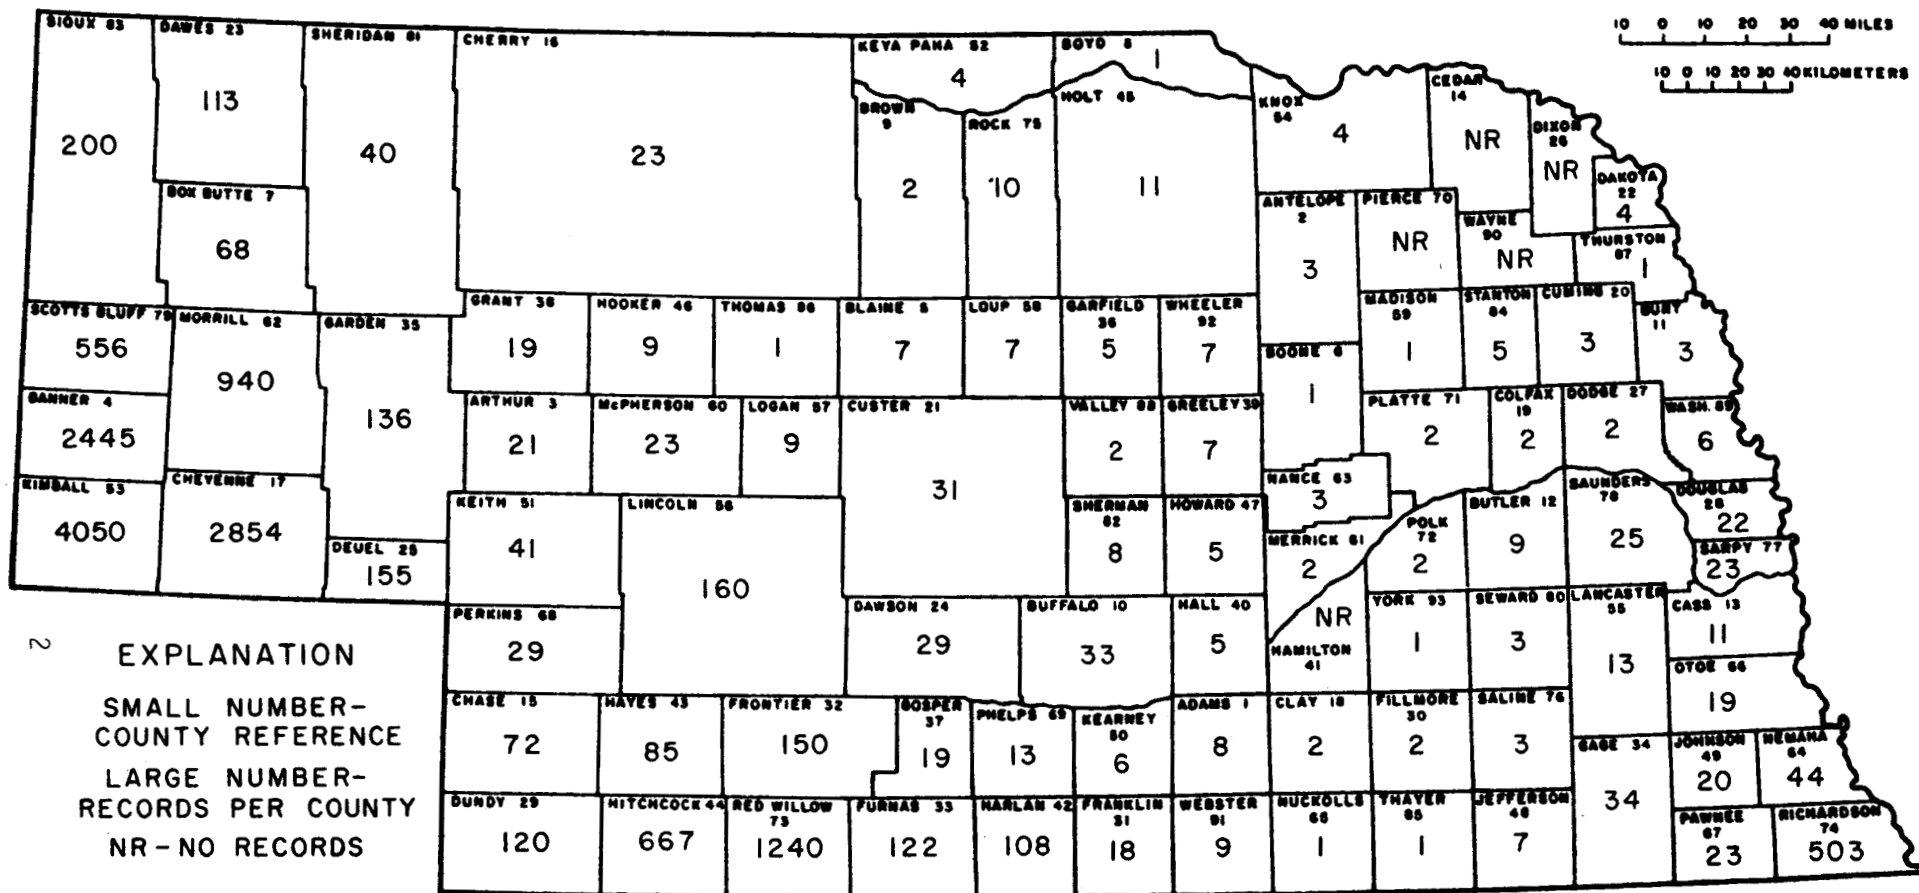 10 0 10 20 30 40 MILES
10 0 10 20 30 40 KILOMETERS
SIOUX 83
200
DAWES 23
113
SHERIDAN 81
40
CHERRY 16
23
KEYA PAHA 52
4
BOYD 8
1
BROWN
9
2
ROCK 75
10
HOLT 45
11
KNOX
54
4
CEDAR
14
NR
DIXON
26
NR
DAKOTA
22
4
BOX BUTTE 7
68
ANTELOPE
2
3
PIERCE 70
NR
WAYNE
90
NR
THURSTON
87
1
SCOTTS BLUFF 79
556
MORRILL 62
940
GARDEN 35
136
GRANT 38
19
HOOKER 46
9
THOMAS 86
1
BLAINE 5
7
LOUP 58
7
GARFIELD
36
5
WHEELER
92
7
BOONE 6
1
MADISON
59
1
STANTON
84
5
CUMING 20
3
BURT
11
3
BANNER 4
2445
ARTHUR 3
21
McPHERSON 60
23
LOGAN 57
9
CUSTER 21
31
VALLEY 88
2
GREELEY 39
7
PLATTE 71
2
COLFAX
19
2
DODGE 27
2
WASH. 89
6
NANCE 63
3
KIMBALL 53
4050
CHEYENNE 17
2854
DEUEL 25
155
KEITH 51
41
LINCOLN 56
160
SHERMAN
82
8
HOWARD 47
5
MERRICK 61
2
POLK
72
2
BUTLER 12
9
SAUNDERS
78
25
DOUGLAS
28
22
SARPY 77
23
PERKINS 68
29
DAWSON 24
29
BUFFALO 10
33
HALL 40
5
NR
HAMILTON
41
YORK 93
1
SEWARD 80
3
LANCASTER
55
13
CASS 13
11
OTOE 66
19
CHASE 15
72
HAYES 43
85
FRONTIER 32
150
GOSPER
37
19
PHELPS 69
13
KEARNEY
50
6
ADAMS 1
8
CLAY 18
2
FILLMORE
30
2
SALINE 76
3
GAGE 34
34
JOHNSON
49
20
NEMAHA
64
44
DUNDY 29
120
HITCHCOCK 44
667
RED WILLOW
73
1240
FURNAS 33
122
HARLAN 42
108
FRANKLIN
31
18
WEBSTER
91
9
NUCKOLLS
65
1
THAYER
85
1
JEFFERSON
48
7
PAWNEE
67
23
RICHARDSON
74
503
2
EXPLANATION
SMALL NUMBER-
COUNTY REFERENCE
LARGE NUMBER-
RECORDS PER COUNTY
NR-NO RECORDS